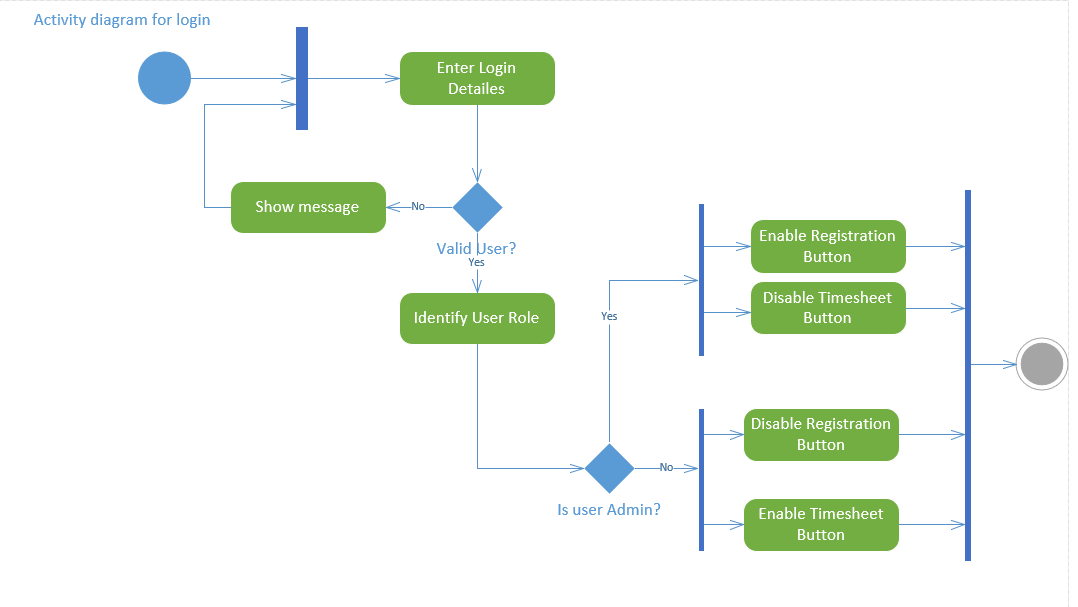 Activity diagram for login
Enter Login
Detailes
Show message
No
Valid User?
Yes
Identify User Role
Yes
Enable Registration
Button
Disable Timesheet
Button
Disable Registration
Button
No
Is user Admin?
Enable Timesheet
Button